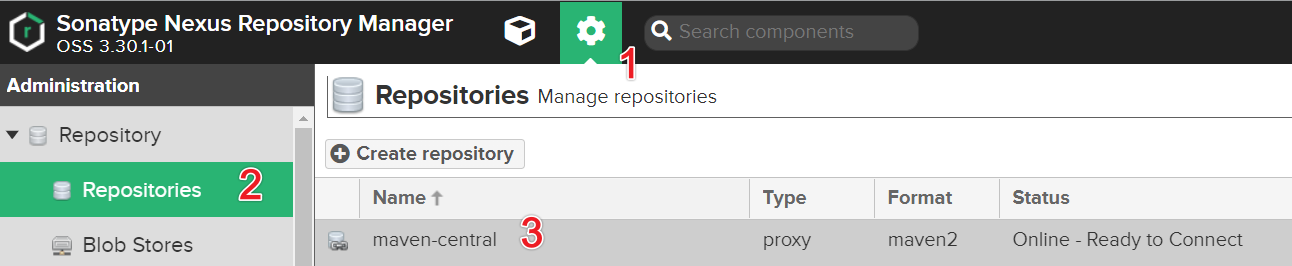 Sonatype Nexus Repository Manager
OSS 3.30.1-01
Search components
1
Administration
Repositories Manage repositories
Repository
Create repository
Repositories 2
Name Type Format Status
Blob Stores
maven-central 3 proxy maven2 Online - Ready to Connect